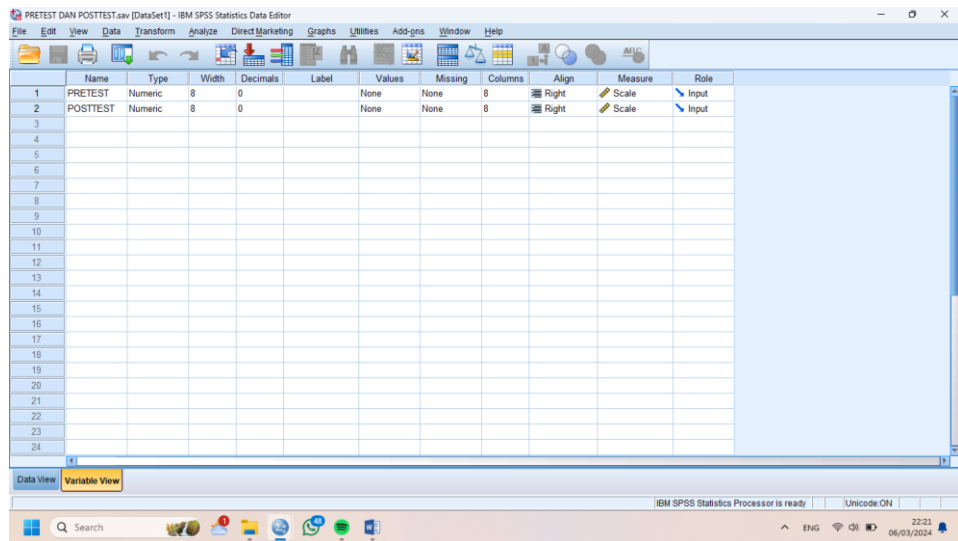 PRETEST DAN POSTTEST.sav [DataSet1] - IBM SPSS Statistics Data Editor
File Edit View Data Transform Analyze Direct Marketing Graphs Utilities Add-ons Window Help
Name Type Width Decimals Label Values Missing Columns Align Measure Role
1 PRETEST Numeric 8 0 None None 8 Right Scale Input
2 POSTTEST Numeric 8 0 None None 8 Right Scale Input
3
4
5
6
7
8
9
10
11
12
13
14
15
16
17
18
19
20
21
22
23
24
Data View Variable View
IBM SPSS Statistics Processor is ready Unicode:ON
Search ENG 22:21
06/03/2024